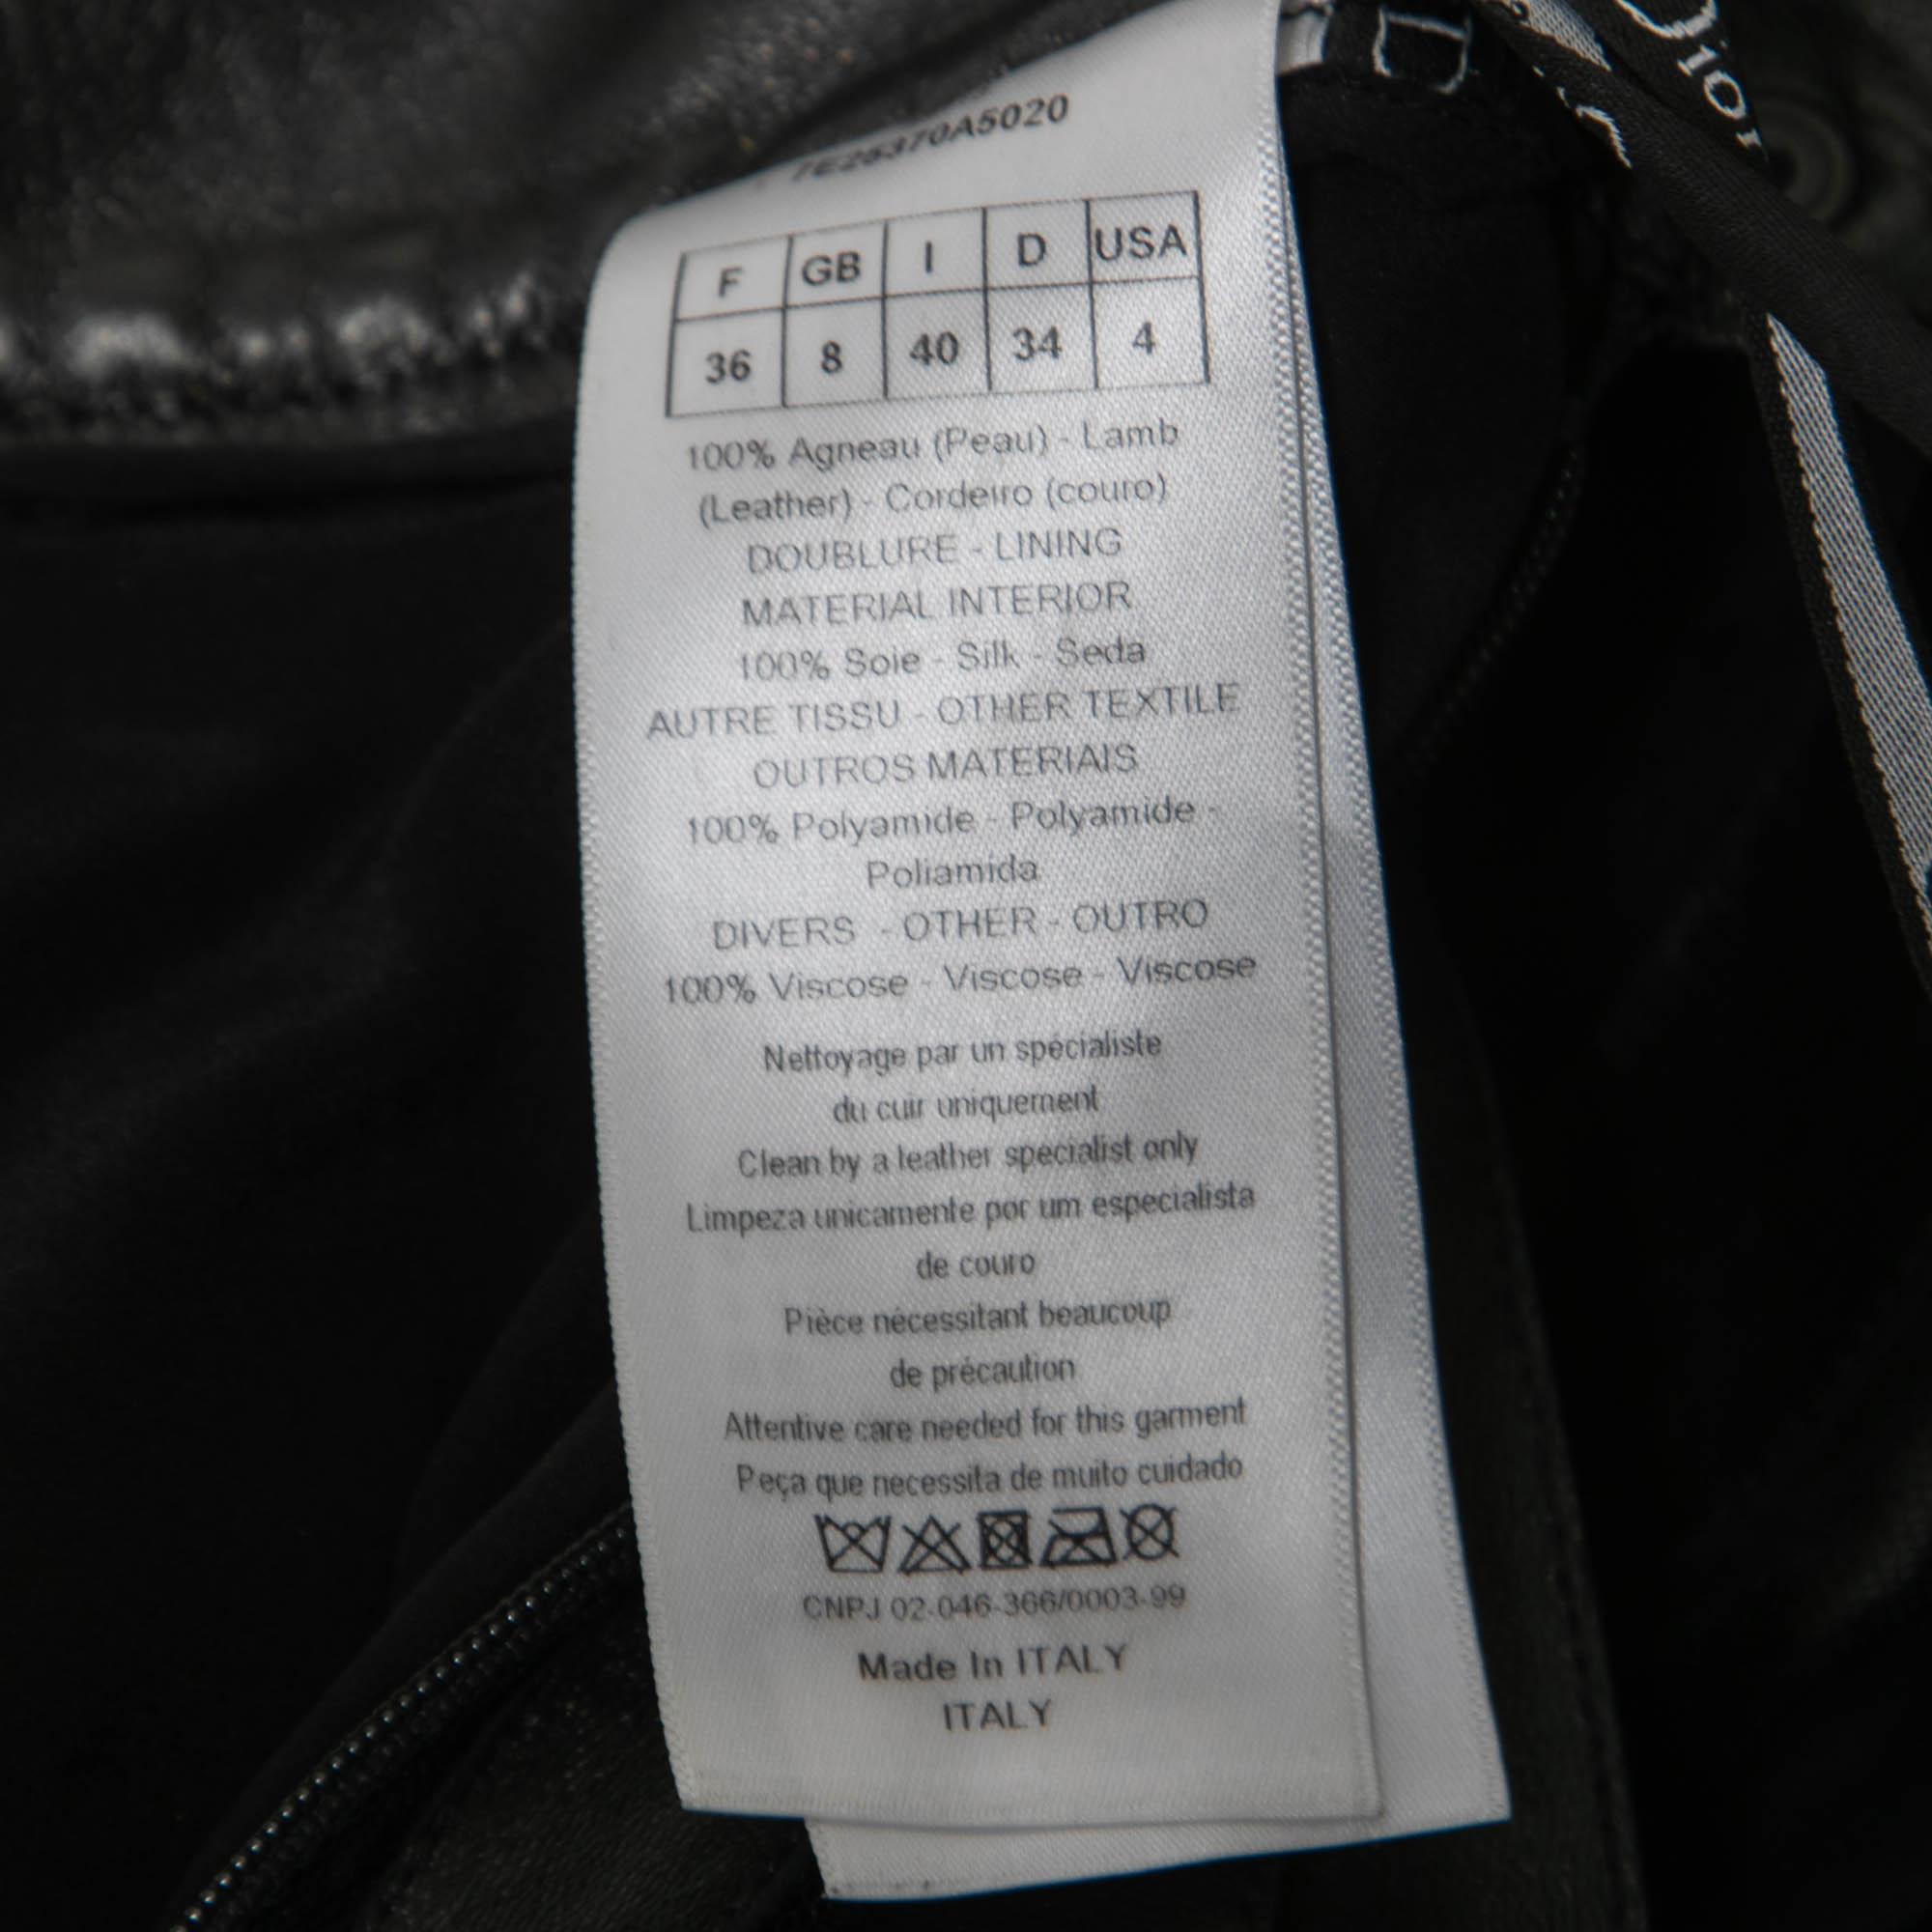 Dior
1E25370A5020
F GB I D USA
36 8 40 34 4
100% Agneau (Peau) - Lamb
(Leather) - Cordeiro (couro)
DOUBLURE - LINING
MATERIAL INTERIOR
100% Soie - Silk - Seda
AUTRE TISSU - OTHER TEXTILE
OUTROS MATERIAIS
100% Polyamide - Polyamide -
Poliamida
DIVERS - OTHER - OUTRO
100% Viscose - Viscose - Viscose
Nettoyage par un spécialiste
du cuir uniquement
Clean by a leather specialist only
Limpeza unicamente por um especialista
de couro
Pièce nécessitant beaucoup
de précaution
Attentive care needed for this garment
Peça que necessita de muito cuidado
CNPJ 02-046-366/0003-99
Made In ITALY
ITALY